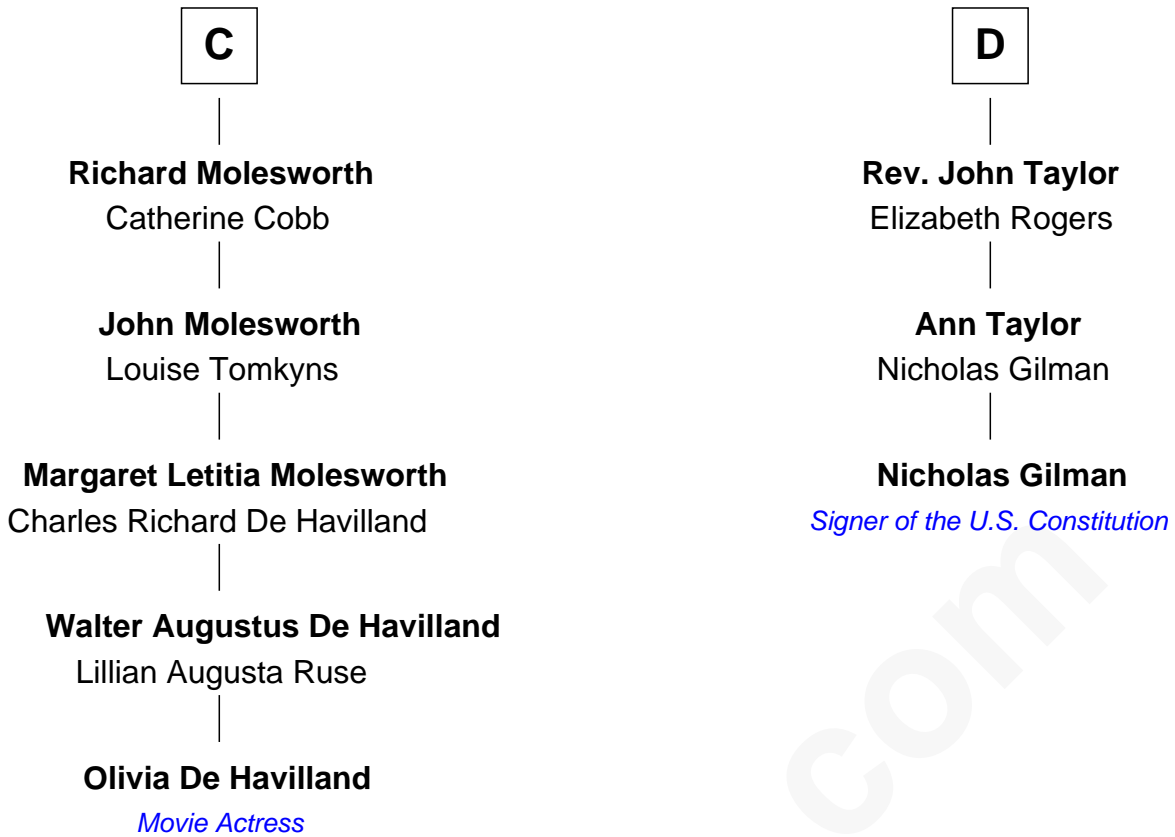 C
Richard Molesworth
Catherine Cobb
John Molesworth
Louise Tomkyns
Margaret Letitia Molesworth
Charles Richard De Havilland
Walter Augustus De Havilland
Lillian Augusta Ruse
Olivia De Havilland
Movie Actress
D
Rev. John Taylor
Elizabeth Rogers
Ann Taylor
Nicholas Gilman
Nicholas Gilman
Signer of the U.S. Constitution
com